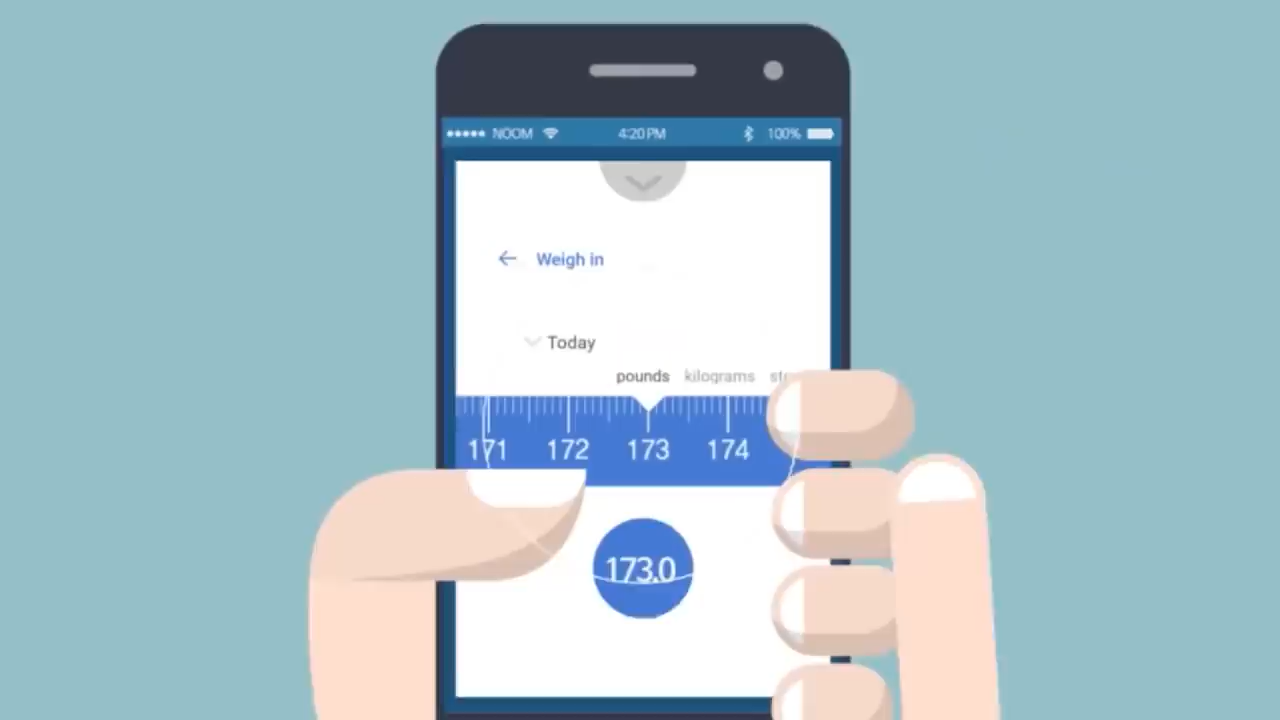 NOOM 4:20 PM 100%
Weigh in
Today
pounds kilograms
171 172 173 174
173.0